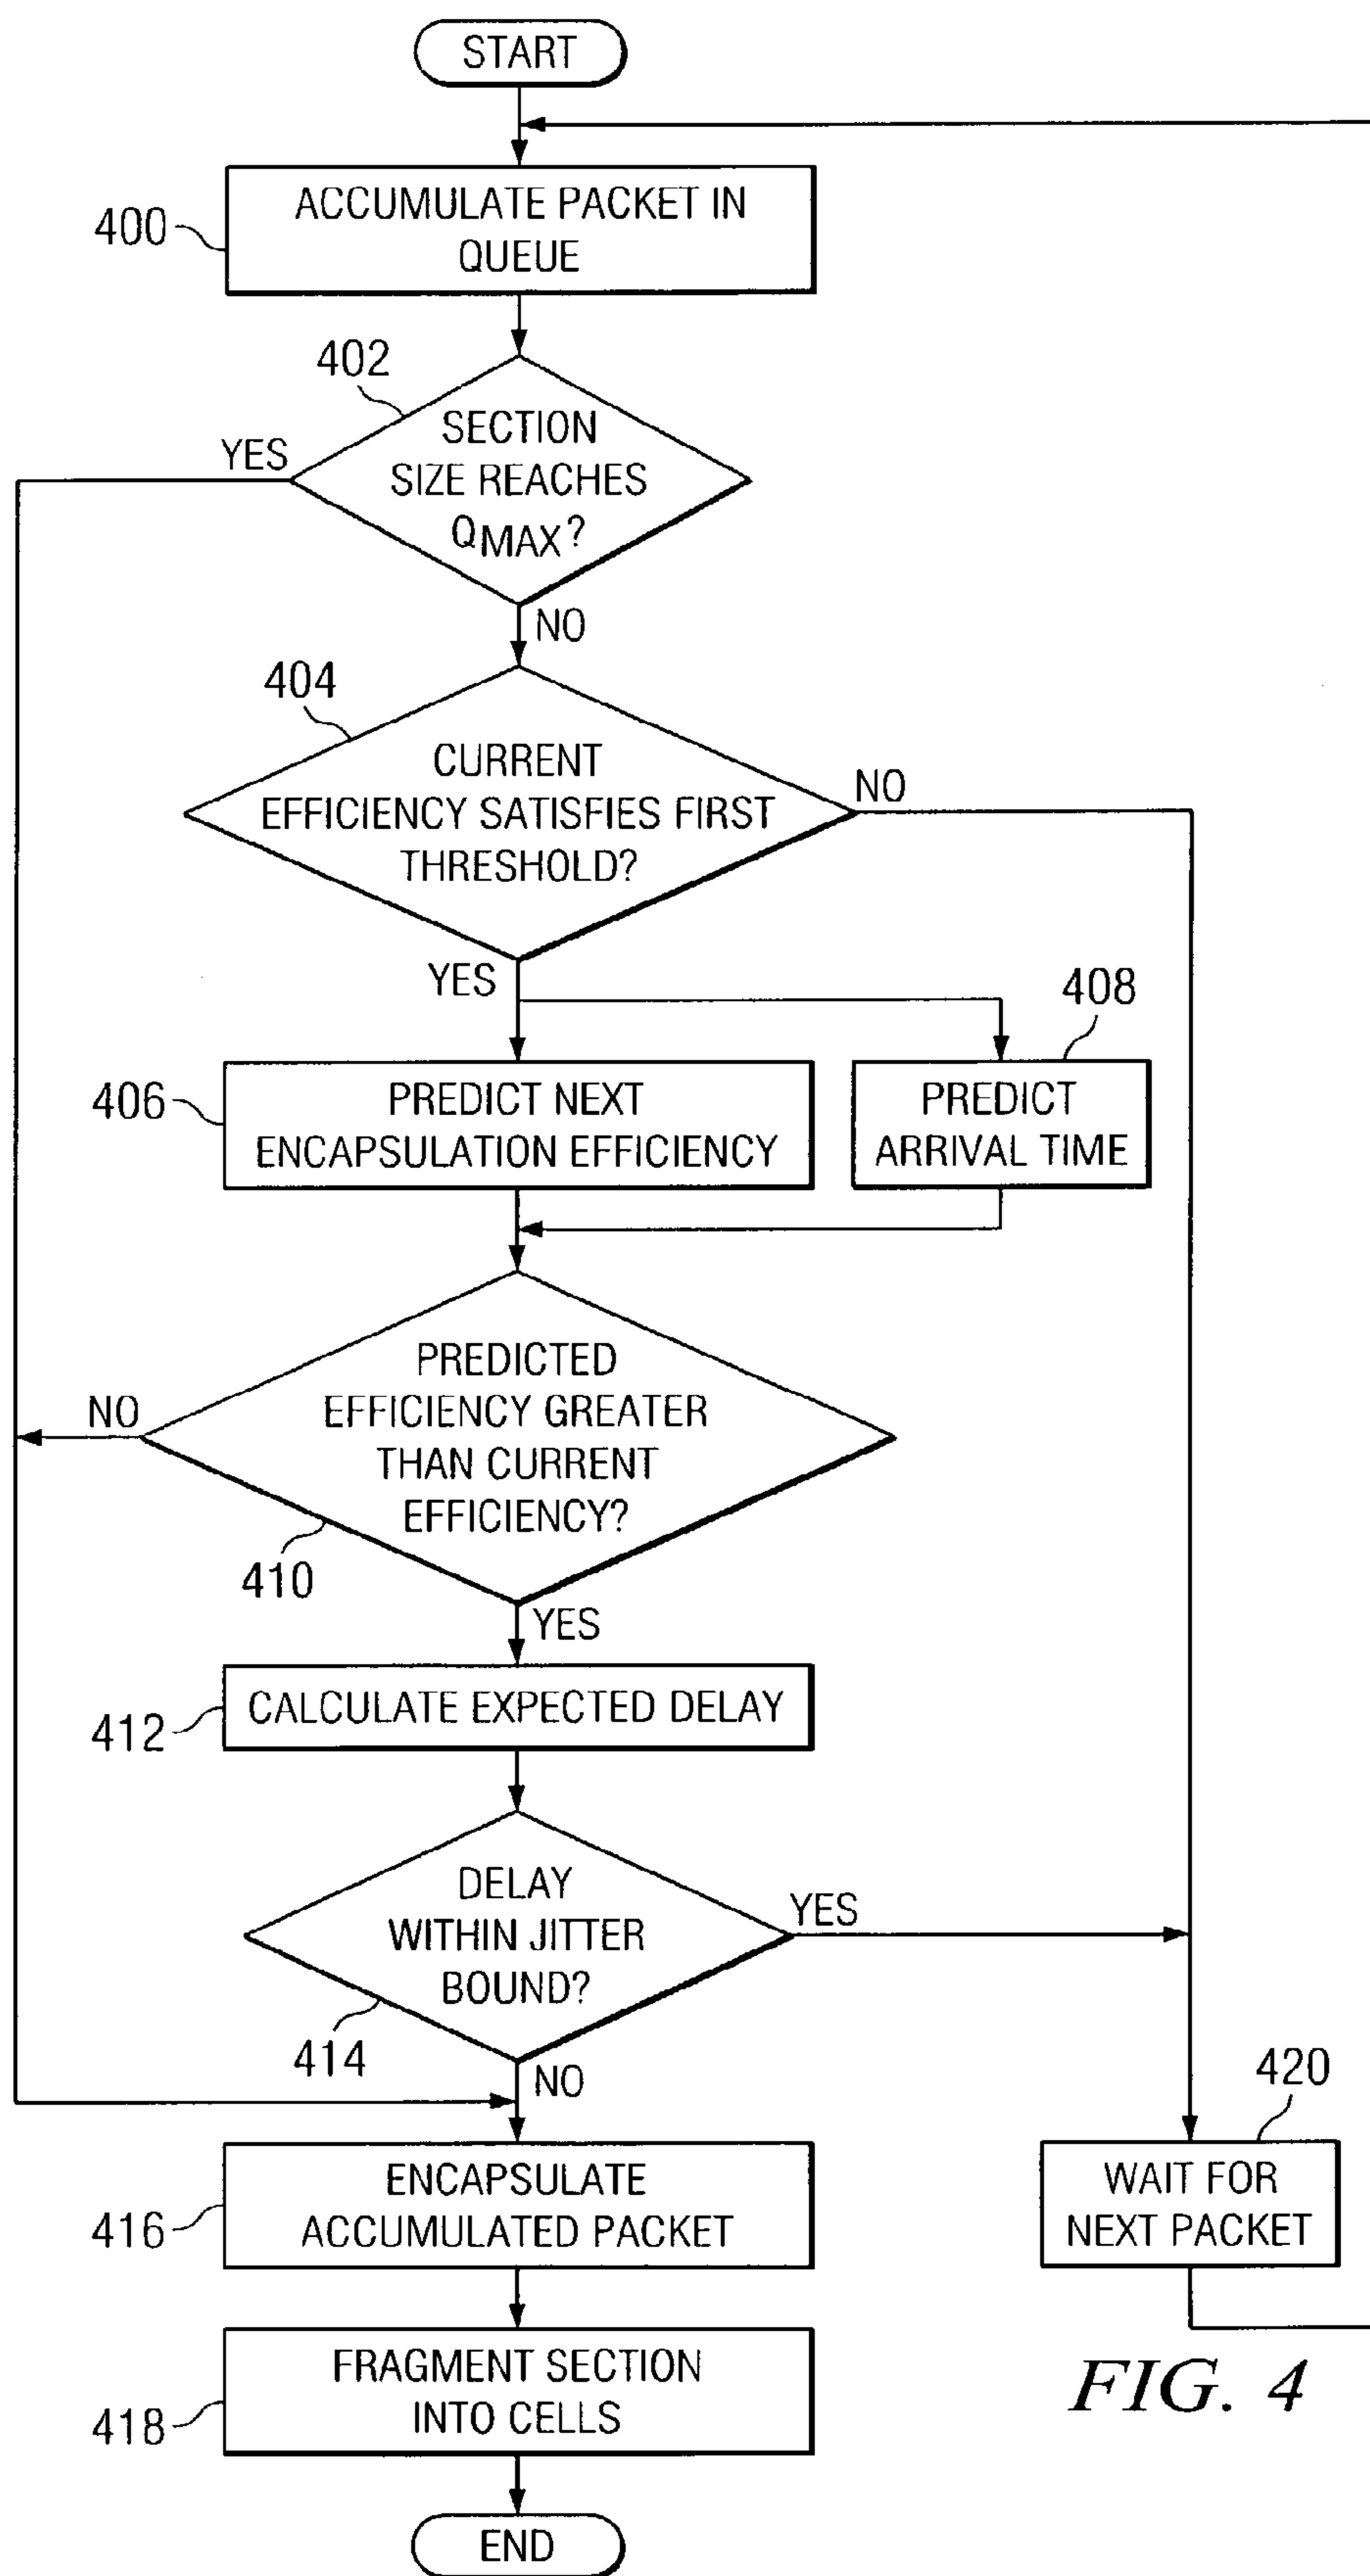 START
ACCUMULATE PACKET IN
QUEUE
400
402
SECTION
SIZE REACHES
QMAX?
YES
NO
404
CURRENT
EFFICIENCY SATISFIES FIRST
THRESHOLD?
NO
YES
408
406
PREDICT NEXT
ENCAPSULATION EFFICIENCY
PREDICT
ARRIVAL TIME
PREDICTED
EFFICIENCY GREATER
THAN CURRENT
EFFICIENCY?
NO
410
YES
412
CALCULATE EXPECTED DELAY
DELAY
WITHIN JITTER
BOUND?
YES
414
NO
420
416
ENCAPSULATE
ACCUMULATED PACKET
WAIT FOR
NEXT PACKET
418
FRAGMENT SECTION
INTO CELLS
FIG. 4
END